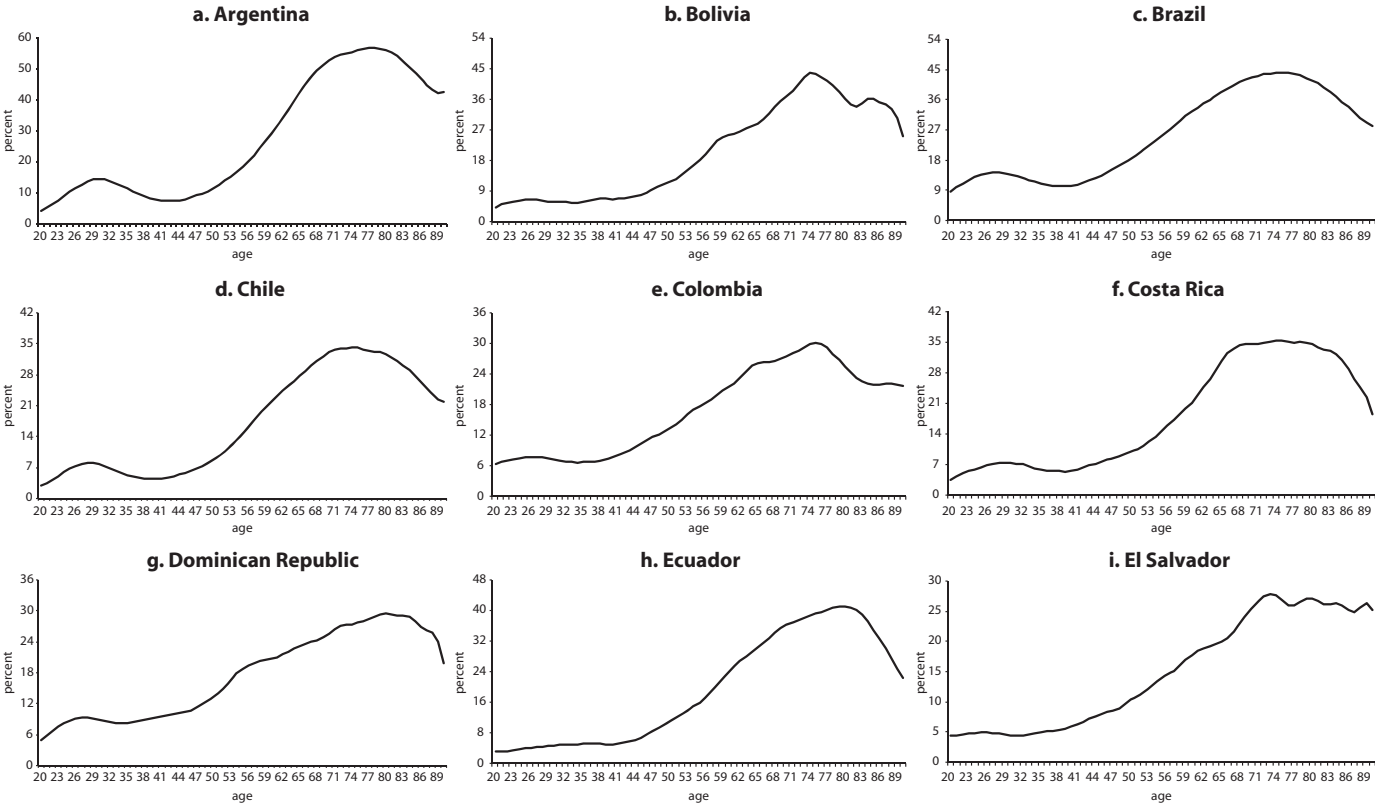 a. Argentina
percent
60
50
40
30
20
10
0
20 23 26 29 32 35 38 41 44 47 50 53 56 59 62 65 68 71 74 77 80 83 86 89
age
b. Bolivia
percent
54
45
36
27
18
9
0
20 23 26 29 32 35 38 41 44 47 50 53 56 59 62 65 68 71 74 77 80 83 86 89
age
c. Brazil
percent
54
45
36
27
18
9
0
20 23 26 29 32 35 38 41 44 47 50 53 56 59 62 65 68 71 74 77 80 83 86 89
age
d. Chile
percent
42
35
28
21
14
7
0
20 23 26 29 32 35 38 41 44 47 50 53 56 59 62 65 68 71 74 77 80 83 86 89
age
e. Colombia
percent
36
30
24
18
12
6
0
20 23 26 29 32 35 38 41 44 47 50 53 56 59 62 65 68 71 74 77 80 83 86 89
age
f. Costa Rica
percent
42
35
28
21
14
7
0
20 23 26 29 32 35 38 41 44 47 50 53 56 59 62 65 68 71 74 77 80 83 86 89
age
g. Dominican Republic
percent
36
30
24
18
12
6
0
20 23 26 29 32 35 38 41 44 47 50 53 56 59 62 65 68 71 74 77 80 83 86 89
age
h. Ecuador
percent
48
40
32
24
16
8
0
20 23 26 29 32 35 38 41 44 47 50 53 56 59 62 65 68 71 74 77 80 83 86 89
age
i. El Salvador
percent
30
25
20
15
10
5
0
20 23 26 29 32 35 38 41 44 47 50 53 56 59 62 65 68 71 74 77 80 83 86 89
age